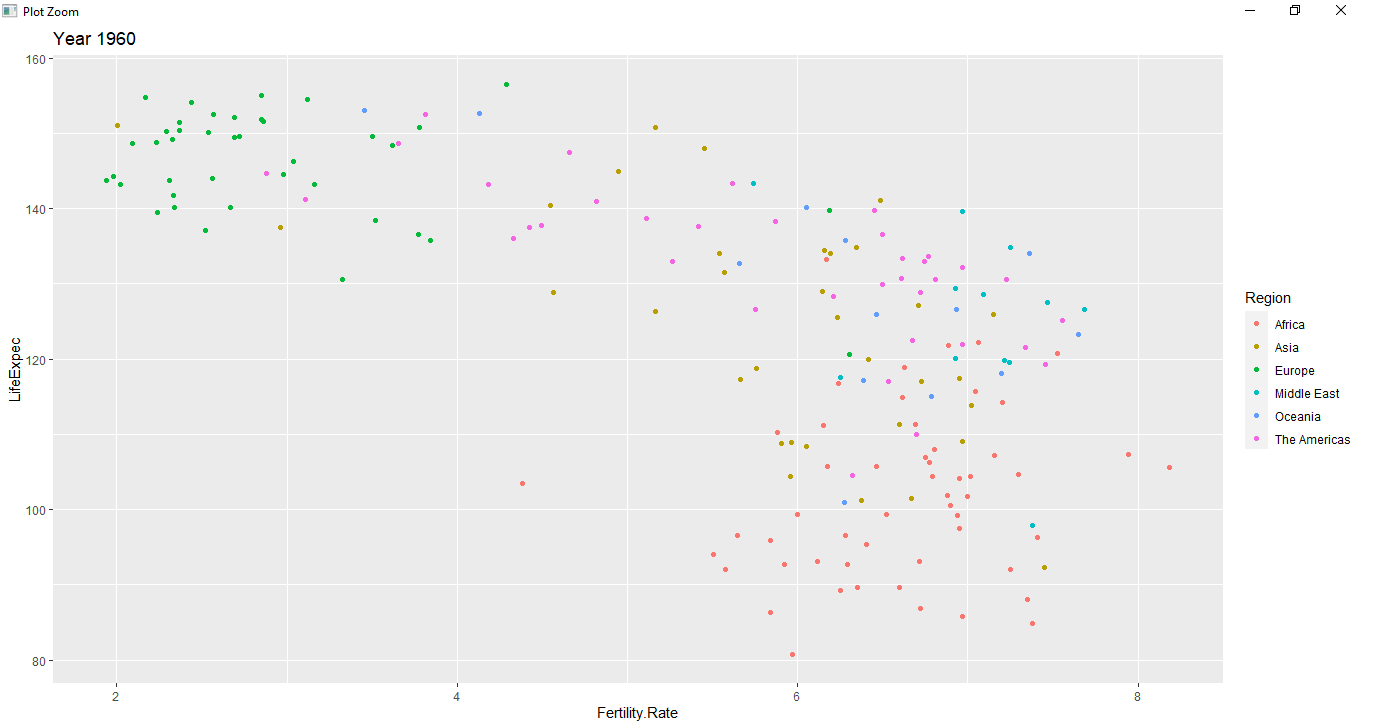 Plot Zoom
Year 1960
160
140
120
100
80
LifeExpec
2 4 6 8
Fertility.Rate
Region
Africa
Asia
Europe
Middle East
Oceania
The Americas